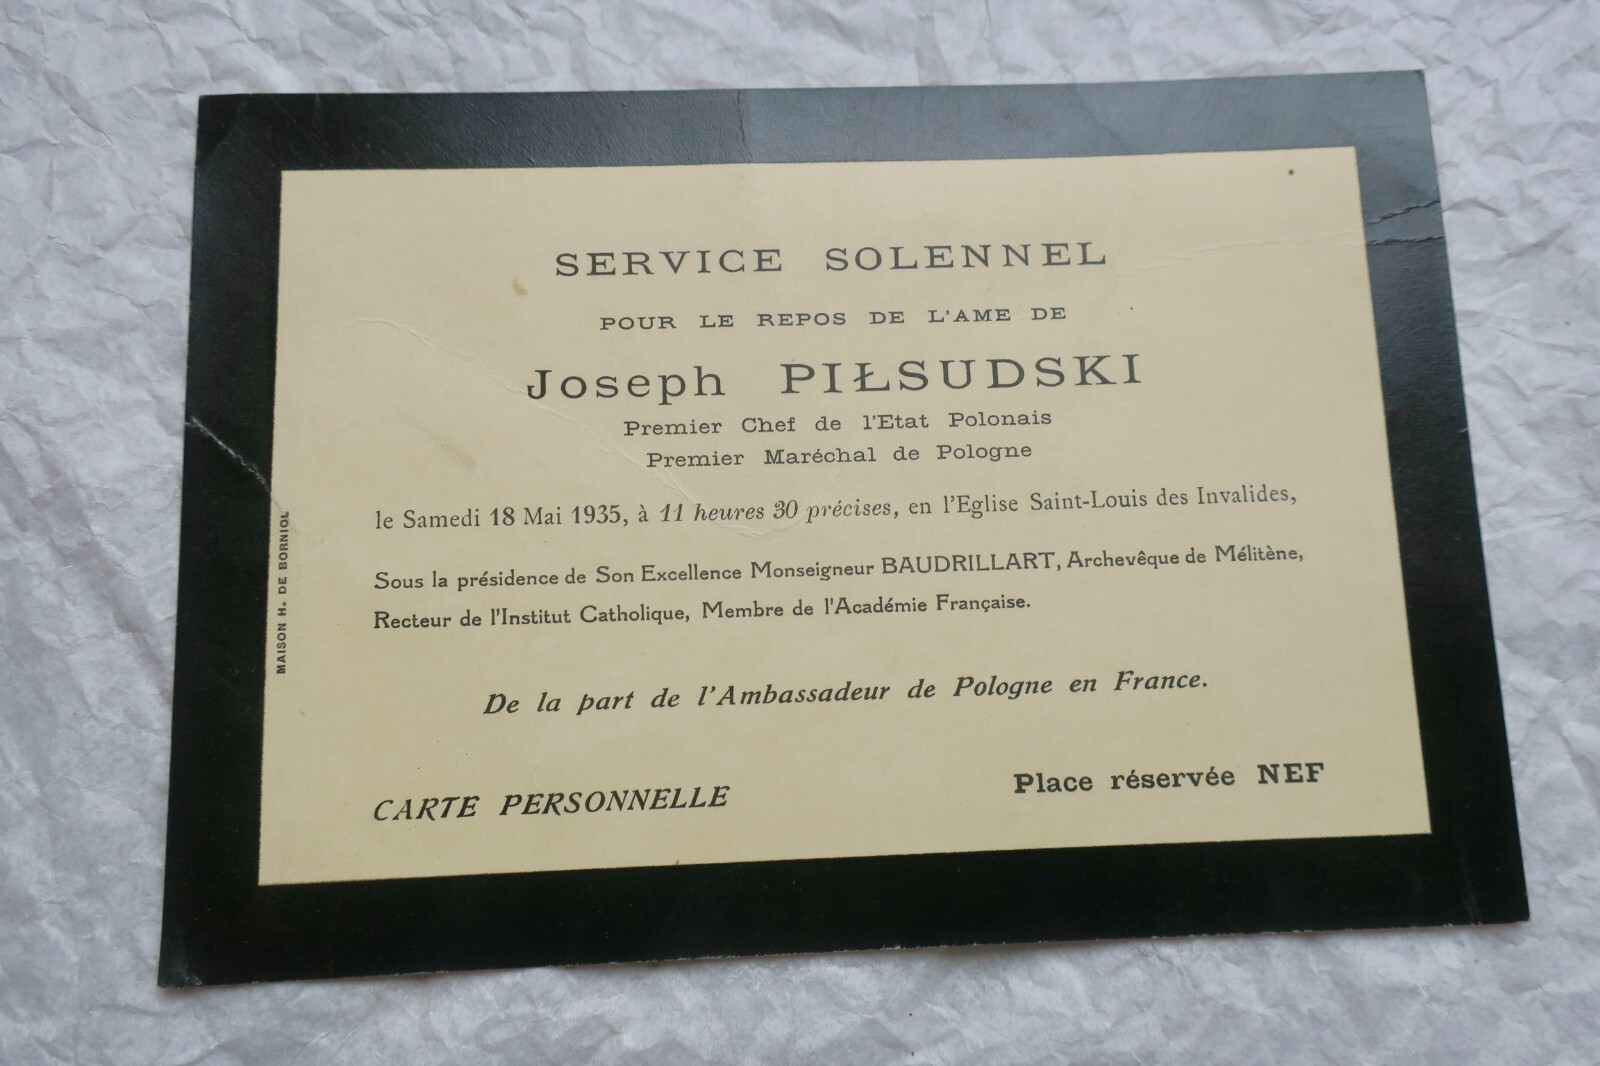 SERVICE SOLENNEL
POUR LE REPOS DE L'AME DE
Joseph PIŁSUDSKI
Premier Chef de l'Etat Polonais
Premier Maréchal de Pologne
le Samedi 18 Mai 1935, à 11 heures 30 précises, en l'Eglise Saint-Louis des Invalides,
Sous la présidence de Son Excellence Monseigneur BAUDRILLART, Archevêque de Mélitène,
Recteur de l'Institut Catholique, Membre de l'Académie Française.
De la part de l'Ambassadeur de Pologne en France.
CARTE PERSONNELLE
Place réservée NEF
MAISON H. DE BORNIOL